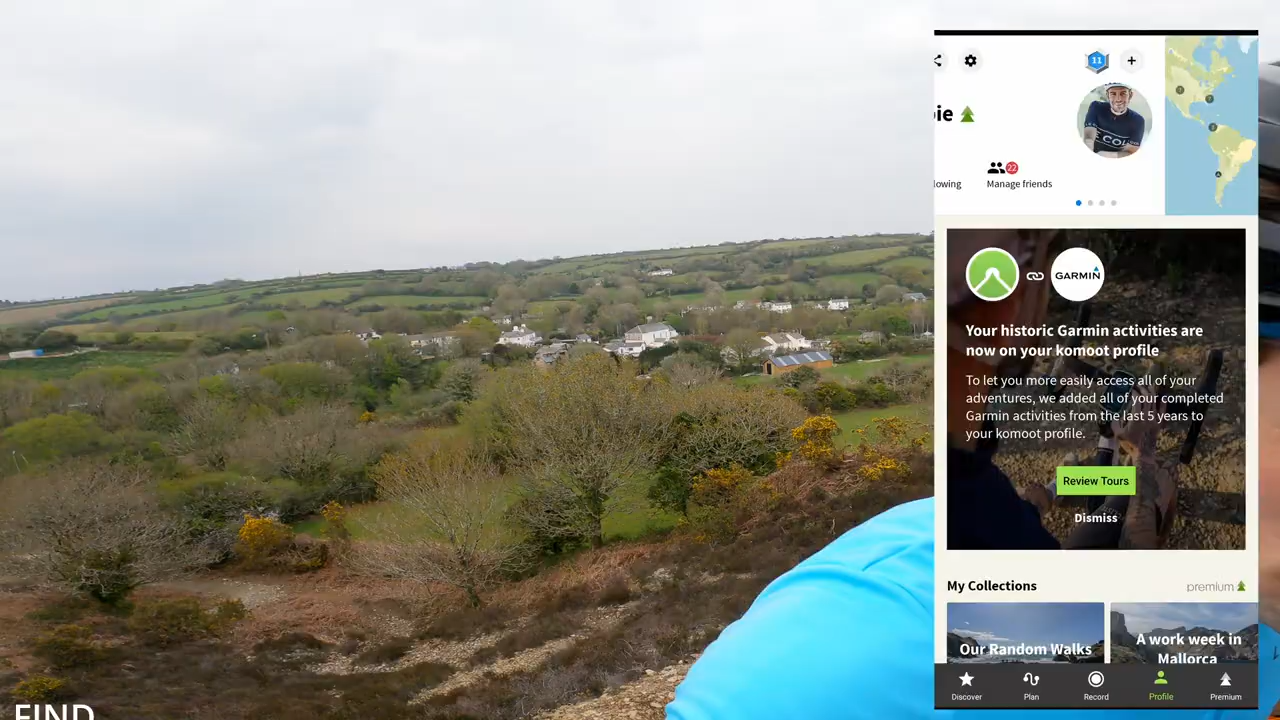 11
ie
lowing
22
Manage friends
GARMIN
Your historic Garmin activities are
now on your komoot profile
To let you more easily access all of your
adventures, we added all of your completed
Garmin activities from the last 5 years to
your komoot profile.
Review Tours
Dismiss
My Collections
premium
Our Random Walks
A work week in
Mallorca
Discover
Plan
Record
Profile
Premium
FIND